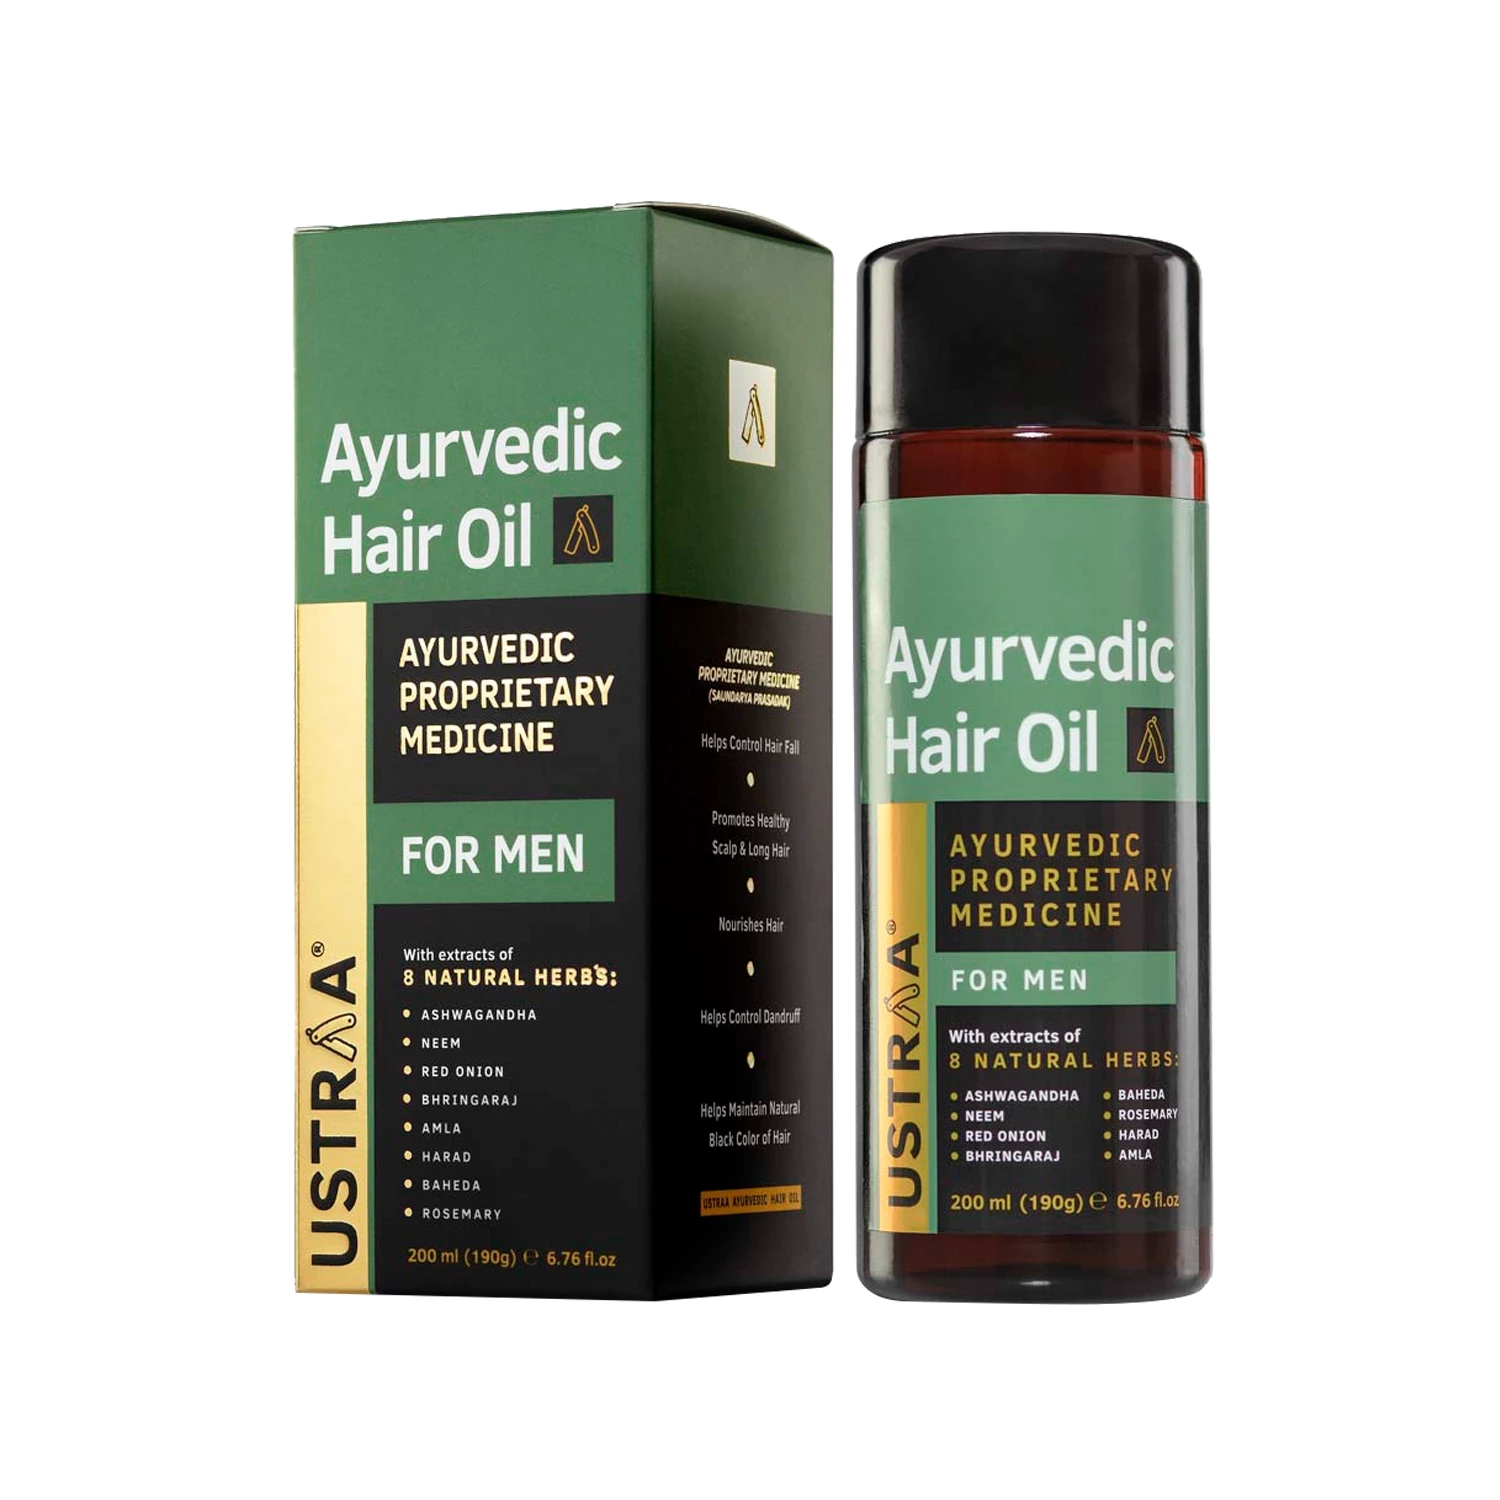 Ayurvedic
Hair Oil
AYURVEDIC
PROPRIETARY
MEDICINE
FOR MEN
With extracts of
8 NATURAL HERBS:
ASHWAGANDHA
NEEM
RED ONION
BHRINGARAJ
AMLA
HARAD
BAHEDA
ROSEMARY
200 ml (190g) ℮ 6.76 fl.oz
USTRAA®
AYURVEDIC
PROPRIETARY MEDICINE
(SAUNDARYA PRASADAK)
Helps Control Hair Fall
Promotes Healthy
Scalp & Long Hair
Nourishes Hair
Helps Control Dandruff
Helps Maintain Natural
Black Color of Hair
USTRAA AYURVEDIC HAIR OIL
Ayurvedic
Hair Oil
AYURVEDIC
PROPRIETARY
MEDICINE
FOR MEN
With extracts of
8 NATURAL HERBS:
ASHWAGANDHA
NEEM
RED ONION
BHRINGARAJ
BAHEDA
ROSEMARY
HARAD
AMLA
200 ml (190g) ℮ 6.76 fl.oz
USTRAA®